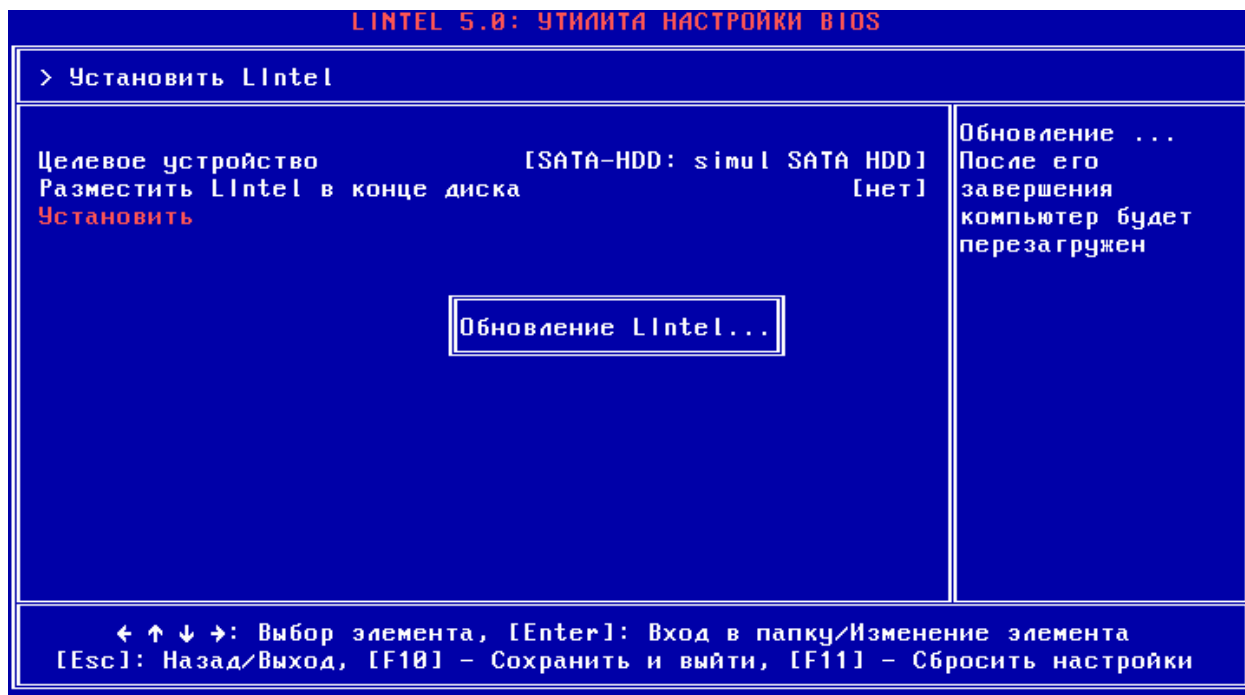 LINTEL 5.0: УТИЛИТА НАСТРОЙКИ BIOS
> Установить LIntel
Целевое устройство [SATA-HDD: simul SATA HDD]
Разместить LIntel в конце диска [нет]
Установить
Обновление ...
После его
завершения
компьютер будет
перезагружен
Обновление LIntel...
← ↑ ↓ →: Выбор элемента, [Enter]: Вход в папку/Изменение элемента
[Esc]: Назад/Выход, [F10] - Сохранить и выйти, [F11] - Сбросить настройки